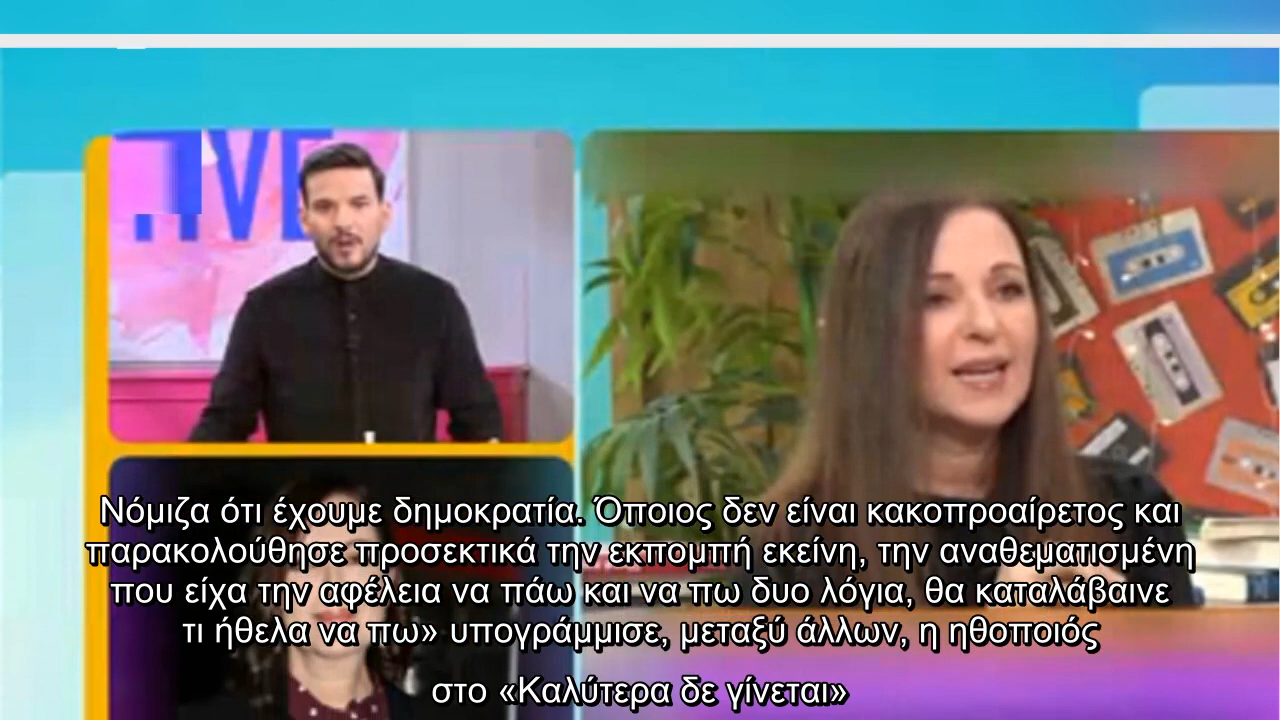 LIVE
Νόμιζα ότι έχουμε δημοκρατία. Όποιος δεν είναι κακοπροαίρετος και
παρακολούθησε προσεκτικά την εκπομπή εκείνη, την αναθεματισμένη
που είχα την αφέλεια να πάω και να πω δυο λόγια, θα καταλάβαινε
τι ήθελα να πω» υπογράμμισε, μεταξύ άλλων, η ηθοποιός
στο «Καλύτερα δε γίνεται»